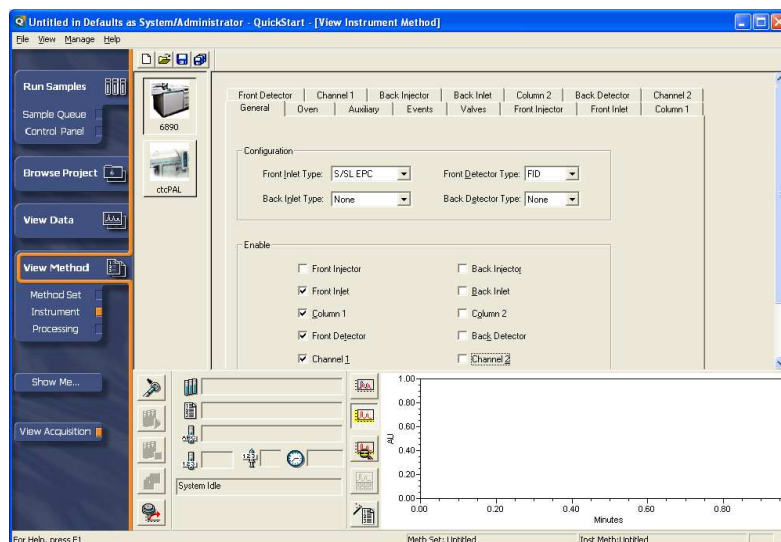 Untitled in Defaults as System/Administrator - QuickStart - [View Instrument Method]
File View Manage Help
Run Samples
Sample Queue
Control Panel
Browse Project
View Data
View Method
Method Set
Instrument
Processing
Show Me...
View Acquisition
6890
ctcPAL
Front Detector Channel 1 Back Injector Back Inlet Column 2 Back Detector Channel 2
General Oven Auxiliary Events Valves Front Injector Front Inlet Column 1
Configuration
Front Inlet Type: S/SL EPC Front Detector Type: FID
Back Inlet Type: None Back Detector Type: None
Enable
Front Injector Back Injector
Front Inlet Back Inlet
Column 1 Column 2
Front Detector Back Detector
Channel 1 Channel 2
System Idle
AU
1.00
0.80
0.60
0.40
0.20
0.00
0.00 0.20 0.40 0.60 0.80
Minutes
For Help, press F1 Meth Set: Untitled Inst Meth:Untitled